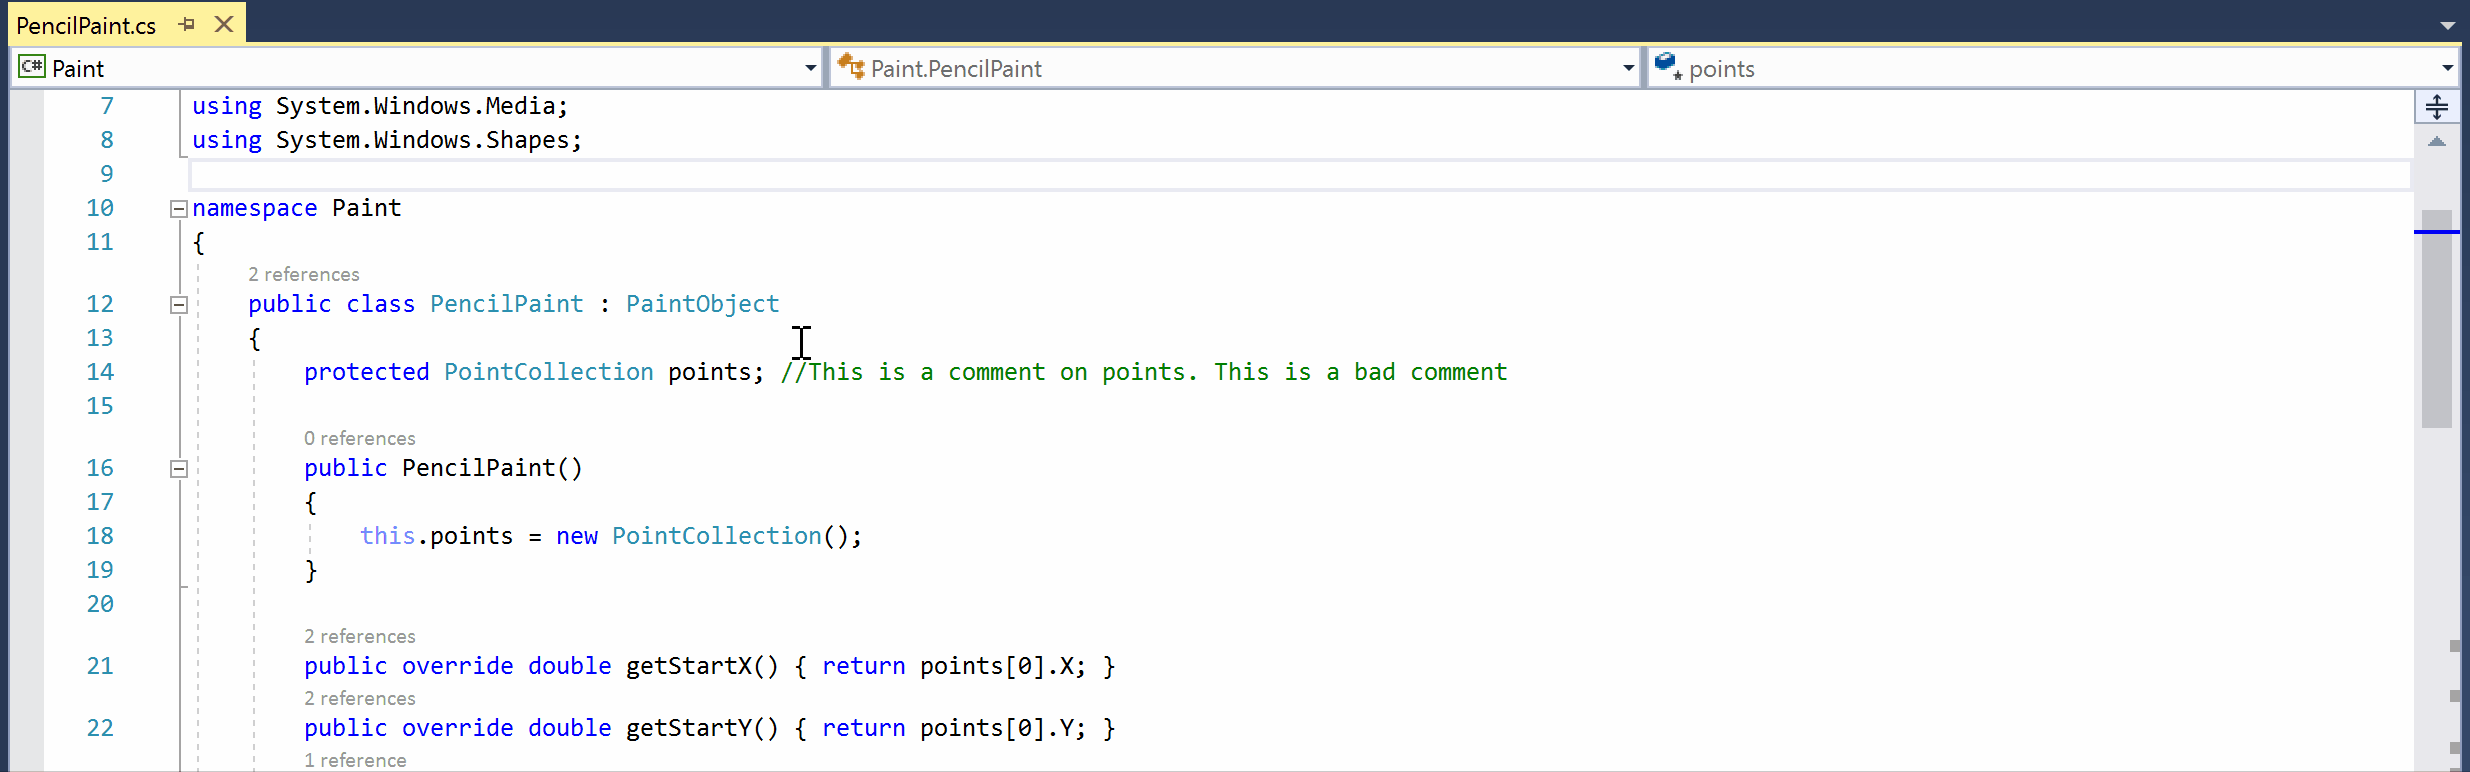 PencilPaint.cs
C# Paint Paint.PencilPaint points
7 using System.Windows.Media;
8 using System.Windows.Shapes;
9
10 namespace Paint
11 {
2 references
12 public class PencilPaint : PaintObject
13 {
14 protected PointCollection points; //This is a comment on points. This is a bad comment
15
0 references
16 public PencilPaint()
17 {
18 this.points = new PointCollection();
19 }
20
2 references
21 public override double getStartX() { return points[0].X; }
2 references
22 public override double getStartY() { return points[0].Y; }
1 reference